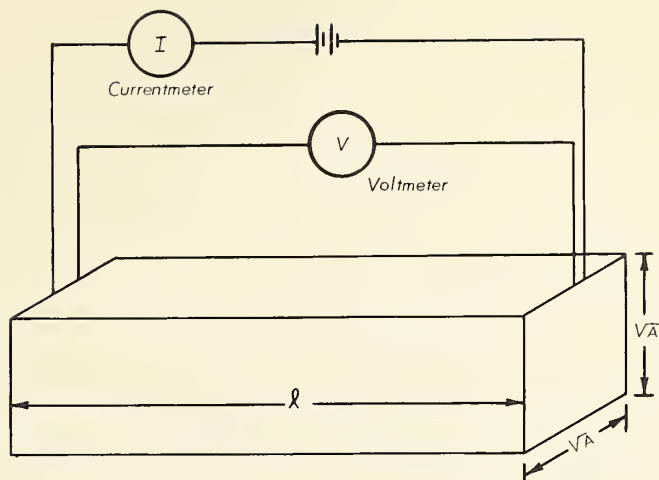 I
Currentmeter
V
Voltmeter
√A
ℓ
√A